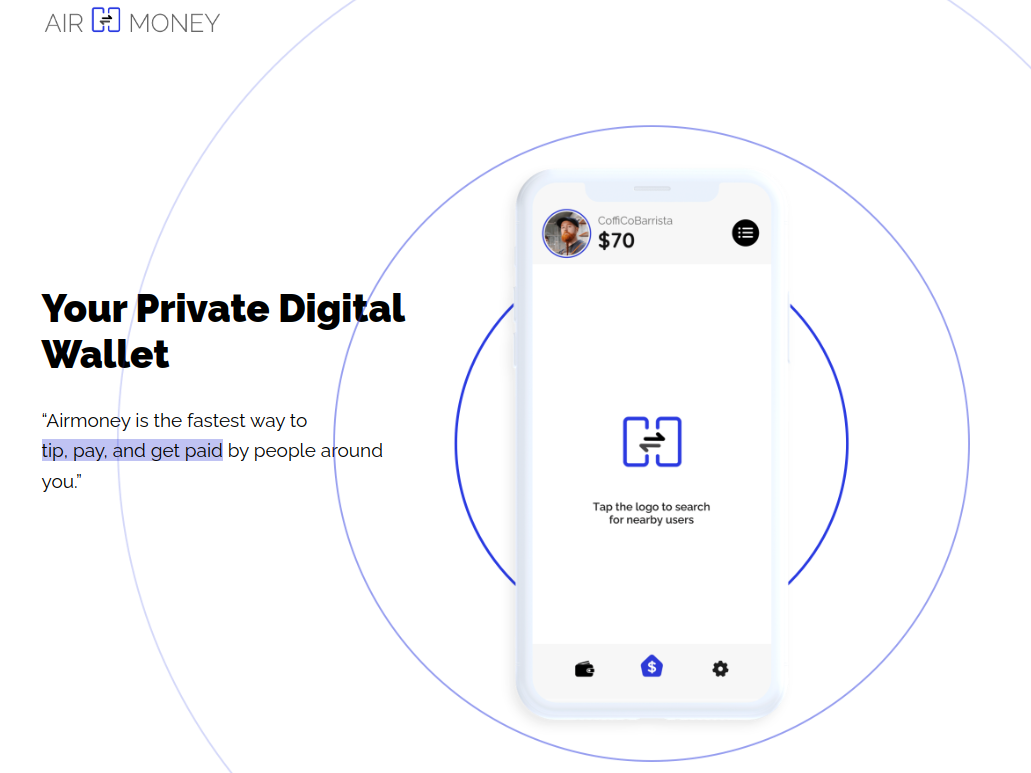 AIR MONEY
CoffiCoBarrista
$70
Your Private Digital
Wallet
“Airmoney is the fastest way to
tip, pay, and get paid by people around
you.”
Tap the logo to search
for nearby users
$